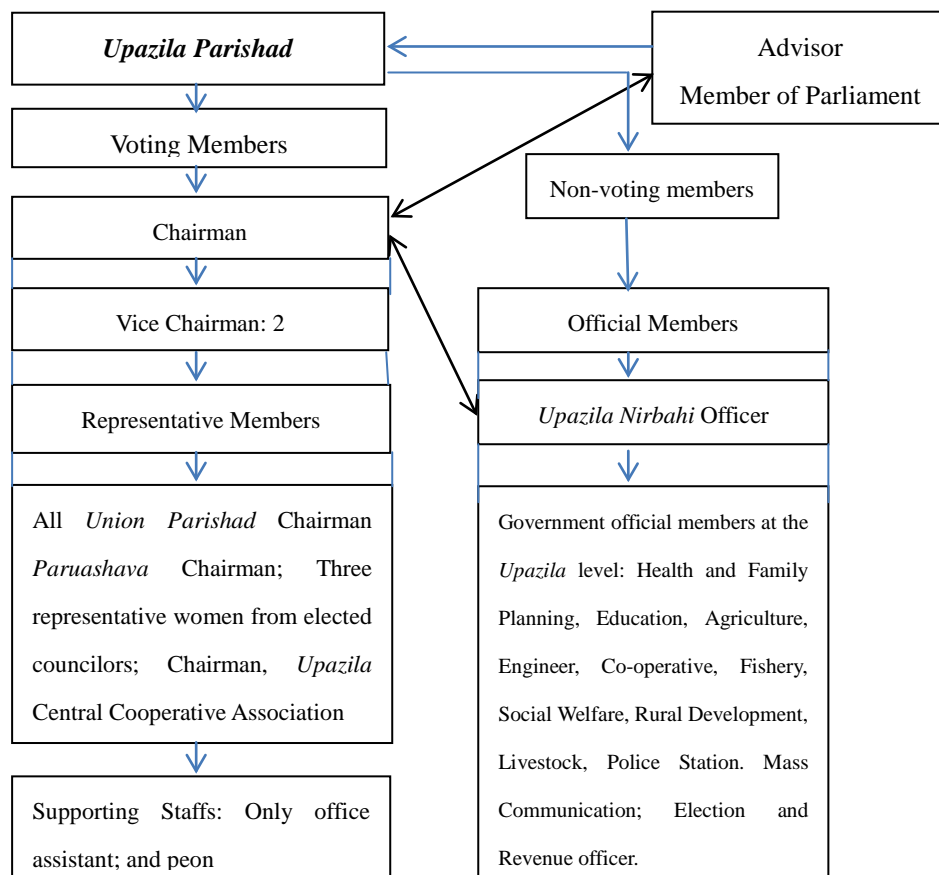 Upazila Parishad
Advisor
Member of Parliament
Voting Members
Non-voting members
Chairman
Vice Chairman: 2
Official Members
Representative Members
Upazila Nirbahi Officer
All Union Parishad Chairman
Paruashava Chairman; Three
representative women from elected
councilors; Chairman, Upazila
Central Cooperative Association
Government official members at the
Upazila level: Health and Family
Planning, Education, Agriculture,
Engineer, Co-operative, Fishery,
Social Welfare, Rural Development,
Livestock, Police Station. Mass
Communication; Election and
Revenue officer.
Supporting Staffs: Only office
assistant; and peon